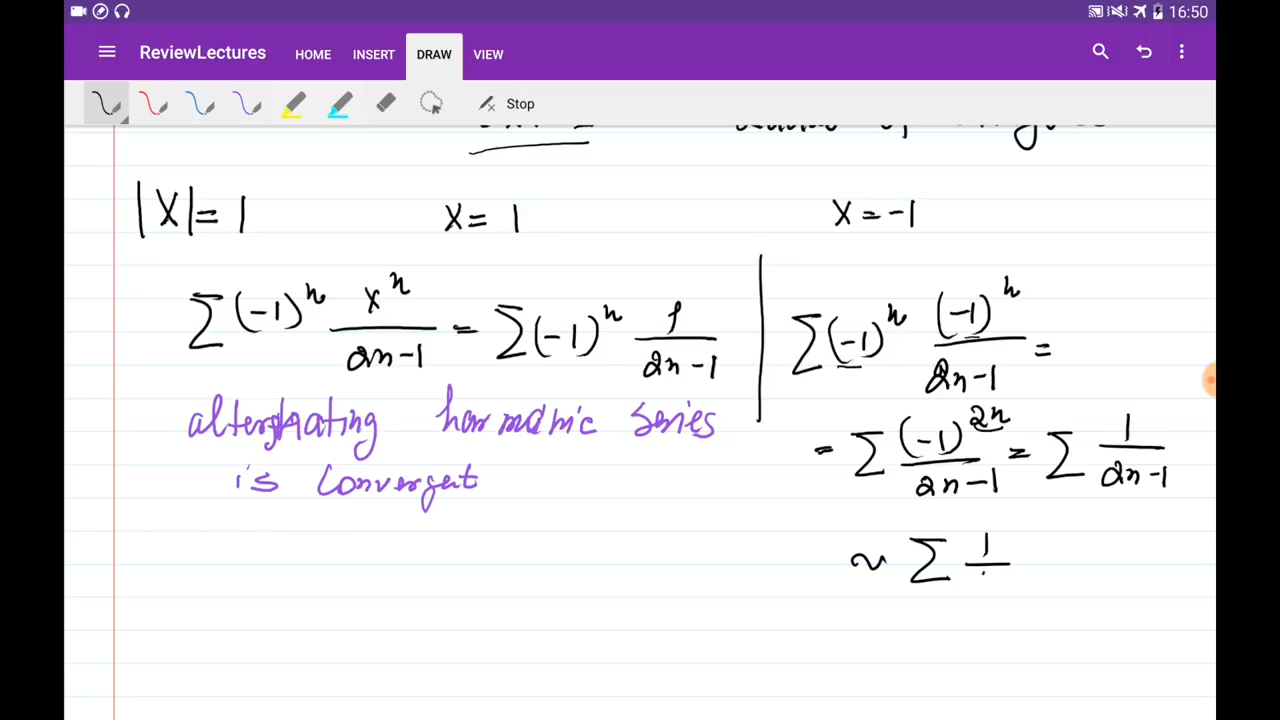 16:50
ReviewLectures HOME INSERT DRAW VIEW
Stop
|X| = 1
X = 1
X = -1
∑ (-1)^n x^n / (2n-1) = ∑ (-1)^n 1 / (2n-1)
alternating harmonic series
is convergent
∑ (-1)^n (-1)^n / (2n-1) =
= ∑ (-1)^2n / (2n-1) = ∑ 1 / (2n-1)
~ ∑ 1 /